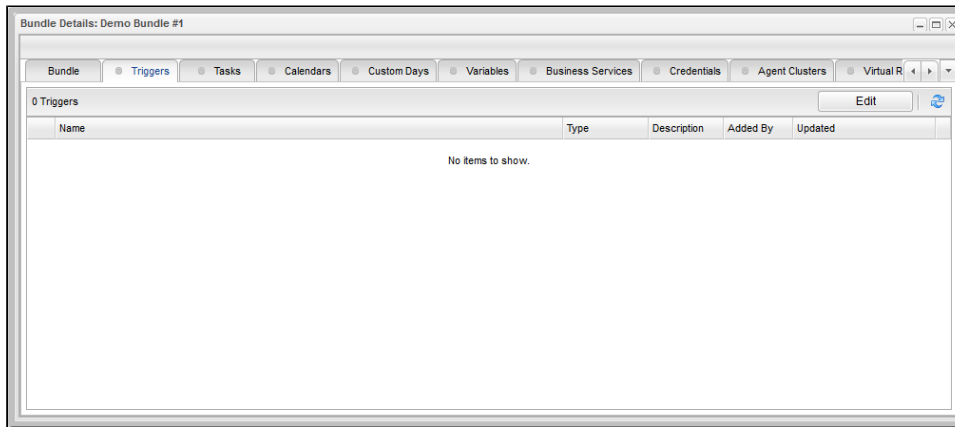 Bundle Details: Demo Bundle #1
Bundle Triggers Tasks Calendars Custom Days Variables Business Services Credentials Agent Clusters Virtual R
0 Triggers Edit
Name Type Description Added By Updated
No items to show.